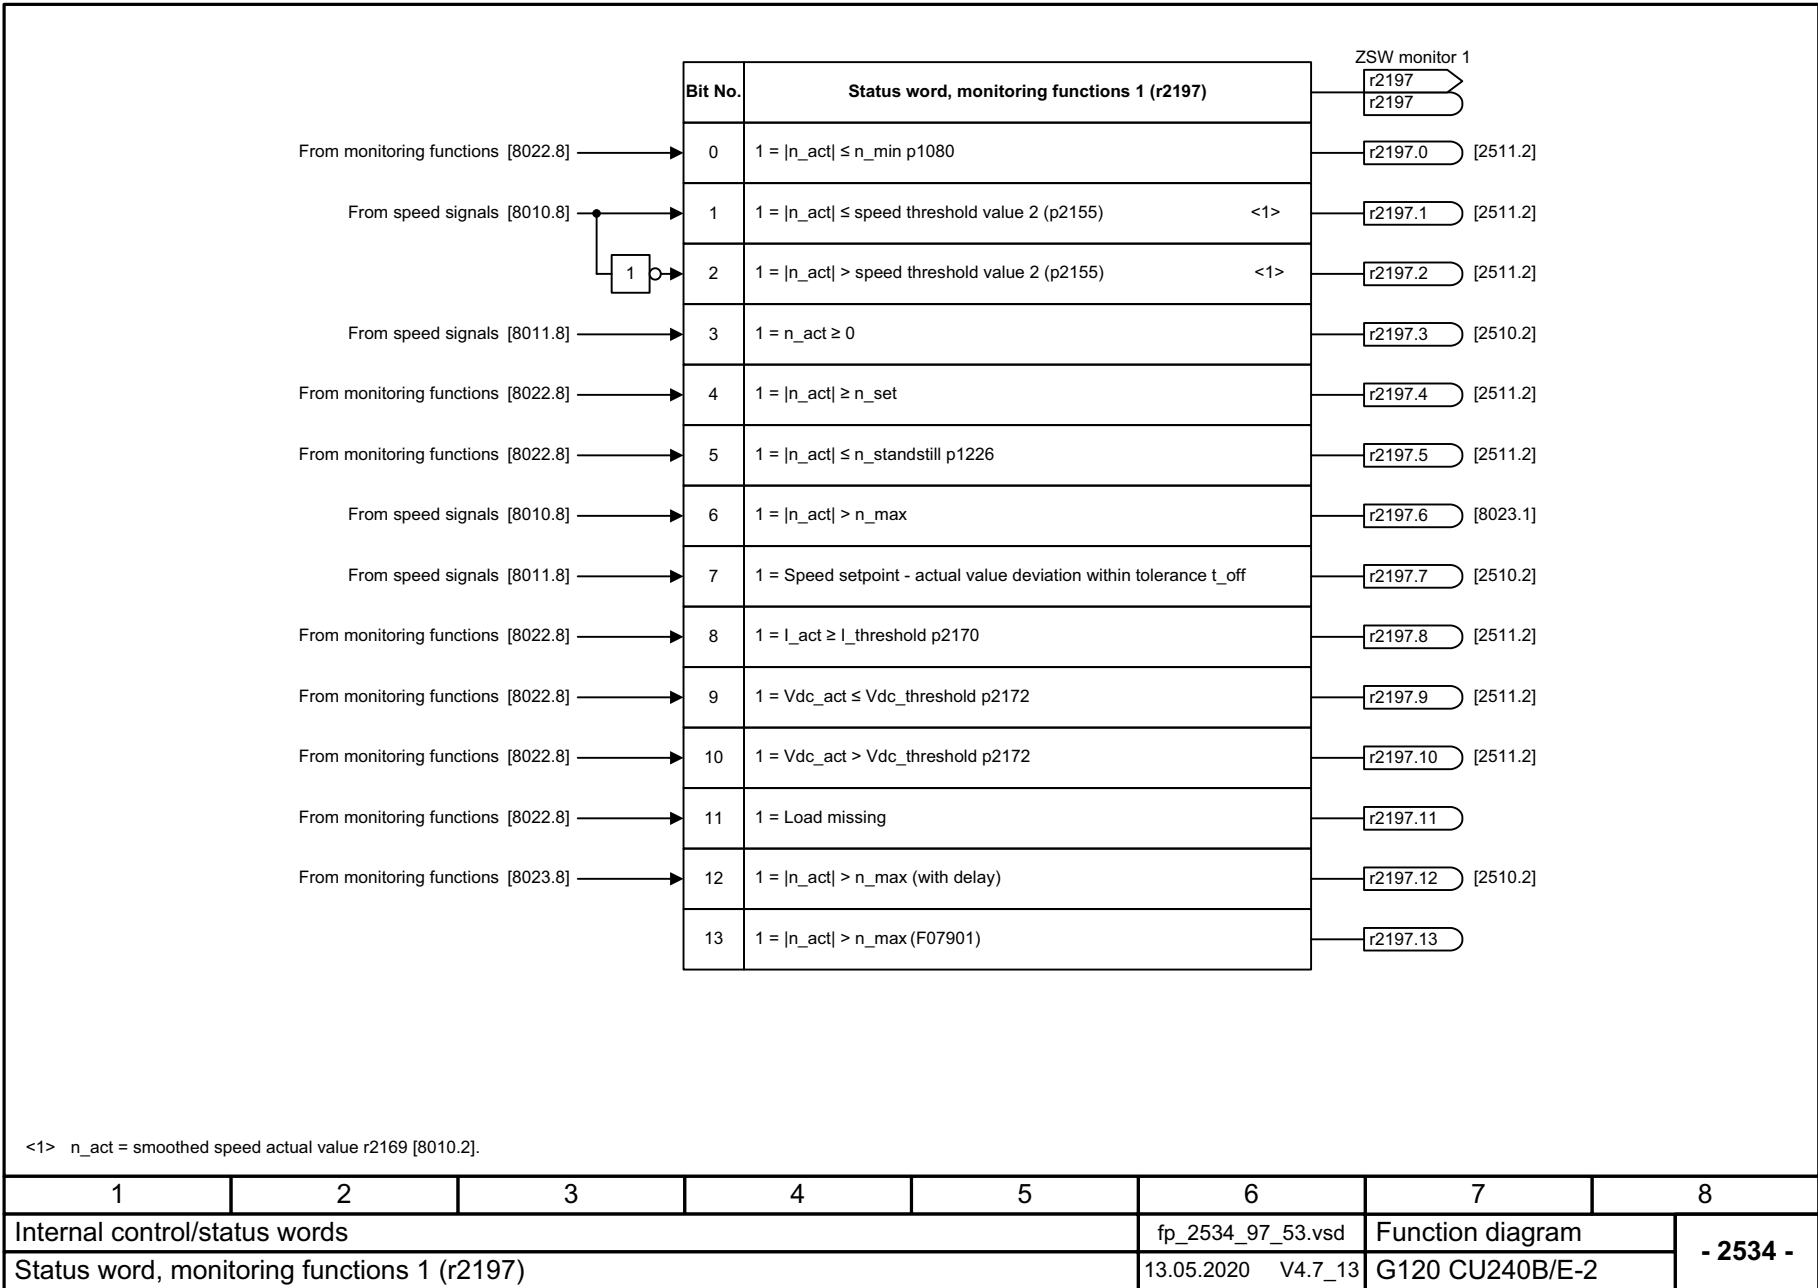 ZSW monitor 1
Bit No. Status word, monitoring functions 1 (r2197) r2197
r2197
From monitoring functions [8022.8] 0 1 = |n_act| ≤ n_min p1080 r2197.0 [2511.2]
From speed signals [8010.8] 1 1 = |n_act| ≤ speed threshold value 2 (p2155) <1> r2197.1 [2511.2]
1 2 1 = |n_act| > speed threshold value 2 (p2155) <1> r2197.2 [2511.2]
From speed signals [8011.8] 3 1 = n_act ≥ 0 r2197.3 [2510.2]
From monitoring functions [8022.8] 4 1 = |n_act| ≥ n_set r2197.4 [2511.2]
From monitoring functions [8022.8] 5 1 = |n_act| ≤ n_standstill p1226 r2197.5 [2511.2]
From speed signals [8010.8] 6 1 = |n_act| > n_max r2197.6 [8023.1]
From speed signals [8011.8] 7 1 = Speed setpoint - actual value deviation within tolerance t_off r2197.7 [2510.2]
From monitoring functions [8022.8] 8 1 = I_act ≥ I_threshold p2170 r2197.8 [2511.2]
From monitoring functions [8022.8] 9 1 = Vdc_act ≤ Vdc_threshold p2172 r2197.9 [2511.2]
From monitoring functions [8022.8] 10 1 = Vdc_act > Vdc_threshold p2172 r2197.10 [2511.2]
From monitoring functions [8022.8] 11 1 = Load missing r2197.11
From monitoring functions [8023.8] 12 1 = |n_act| > n_max (with delay) r2197.12 [2510.2]
13 1 = |n_act| > n_max (F07901) r2197.13
<1> n_act = smoothed speed actual value r2169 [8010.2].
1 2 3 4 5 6 7 8
Internal control/status words fp_2534_97_53.vsd Function diagram - 2534 -
Status word, monitoring functions 1 (r2197) 13.05.2020 V4.7_13 G120 CU240B/E-2